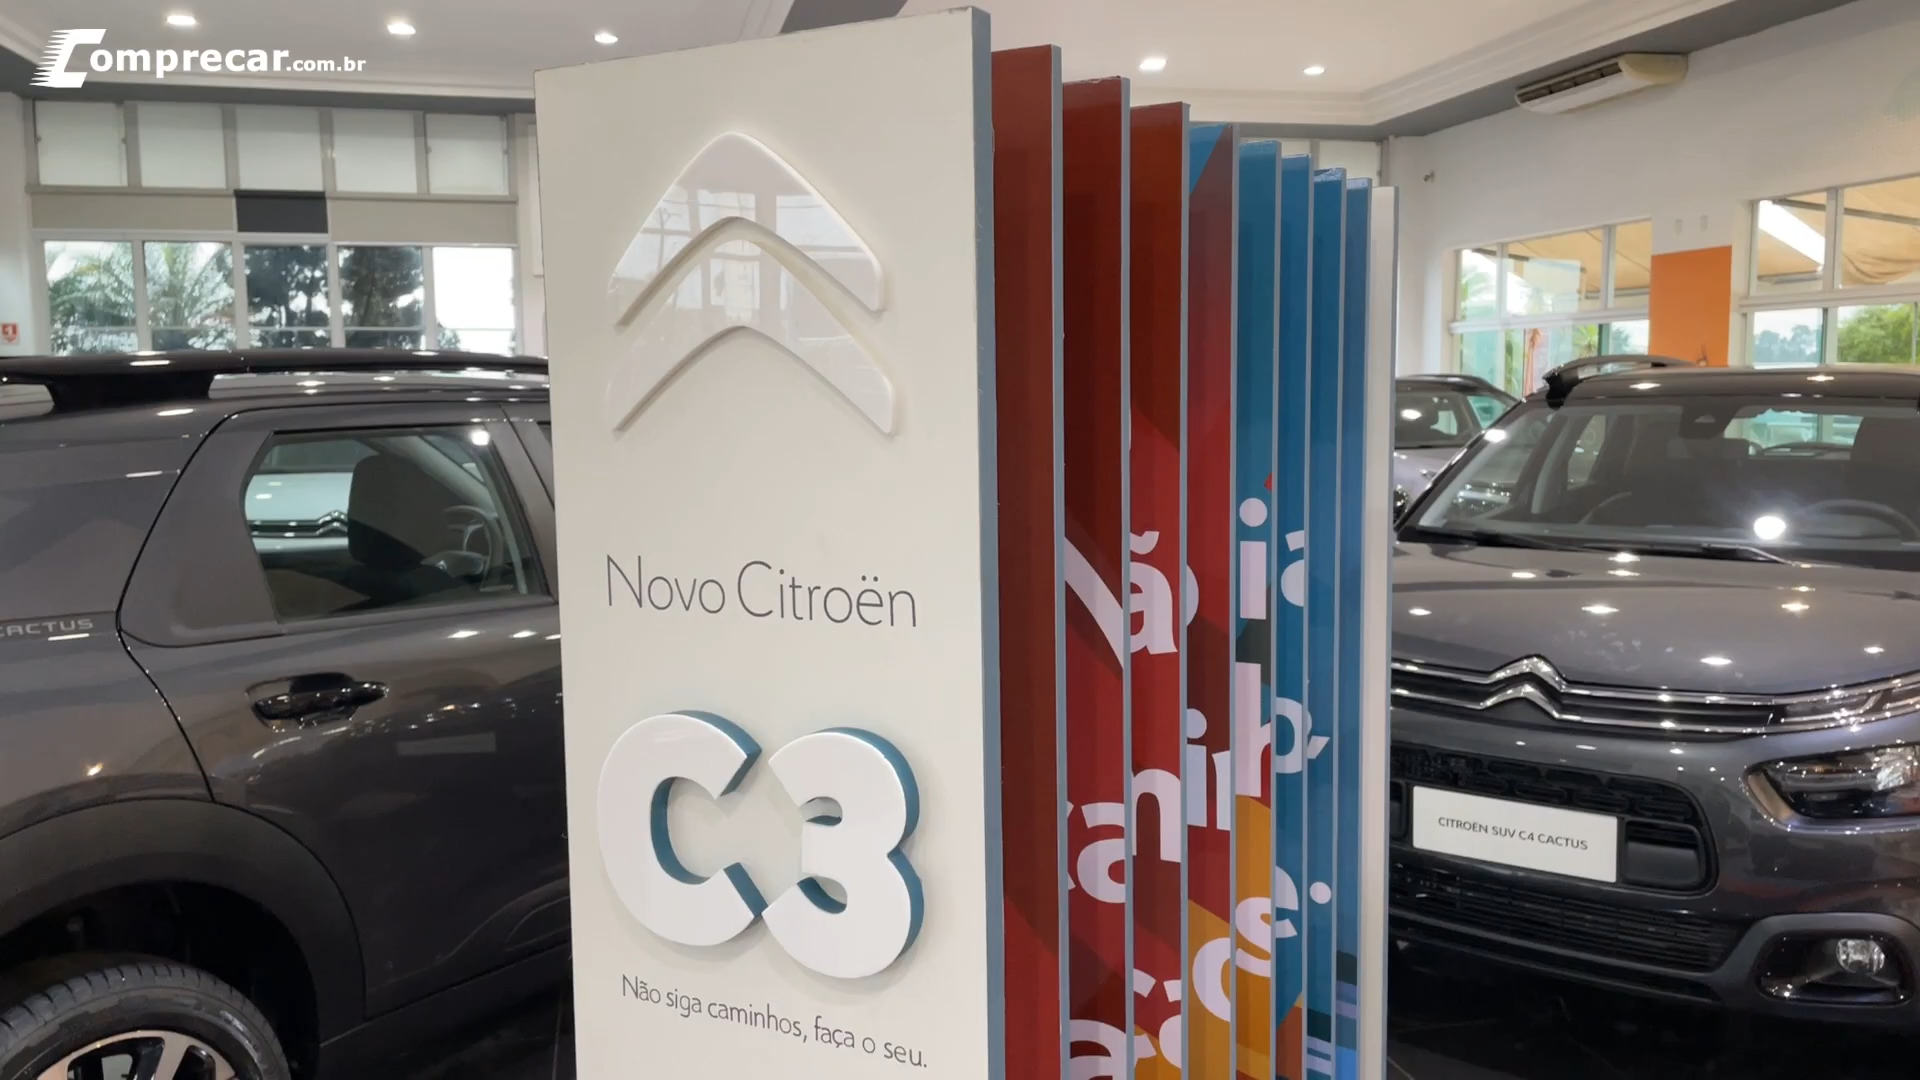 Comprecar.com.br
CACTUS
Novo Citroën
C3
Não siga caminhos, faça o seu.
CITROËN SUV C4 CACTUS